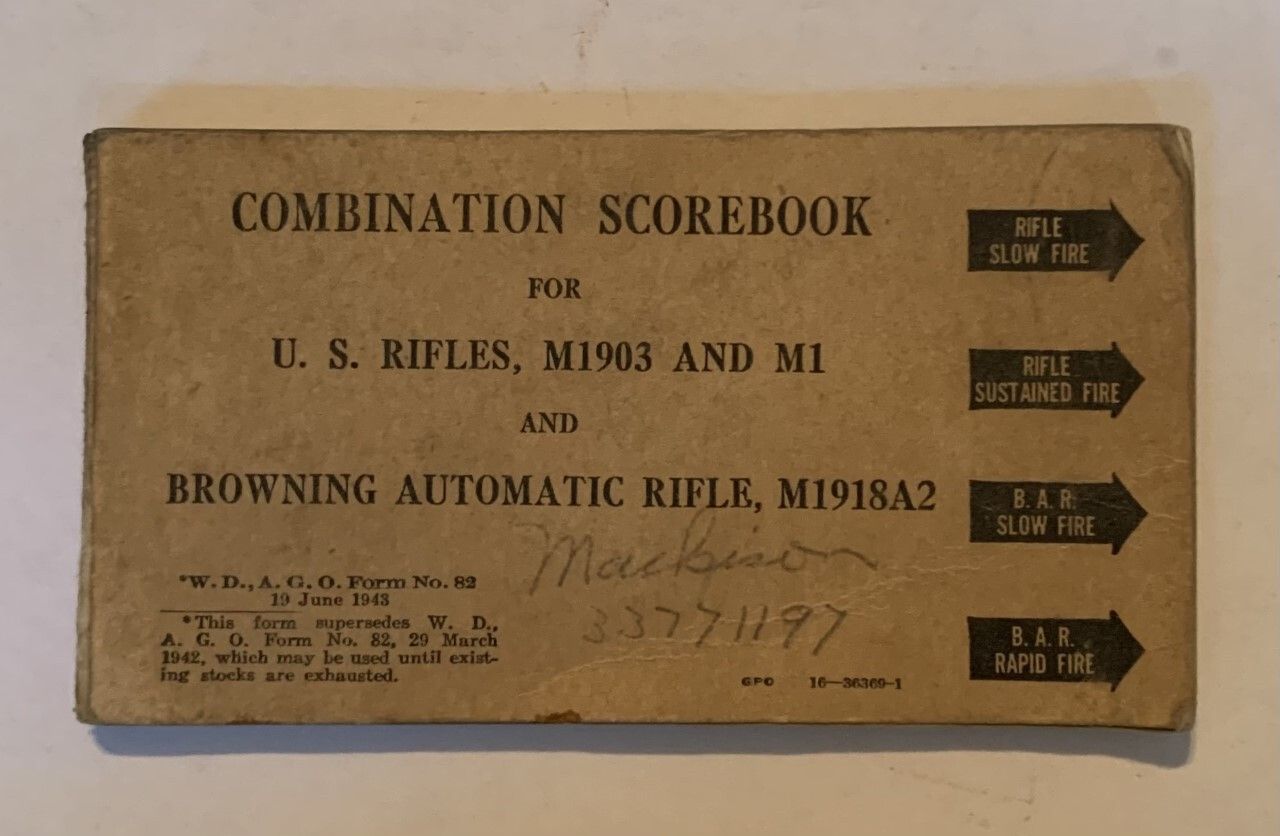 COMBINATION SCOREBOOK
FOR
U. S. RIFLES, M1903 AND M1
AND
BROWNING AUTOMATIC RIFLE, M1918A2
Mackison
33771197
*W. D., A. G. O. Form No. 82
19 June 1943
*This form supersedes W. D.,
A. G. O. Form No. 82, 29 March
1942, which may be used until exist-
ing stocks are exhausted.
GPO 16—36369-1
RIFLE
SLOW FIRE
RIFLE
SUSTAINED FIRE
B. A. R.
SLOW FIRE
B. A. R.
RAPID FIRE